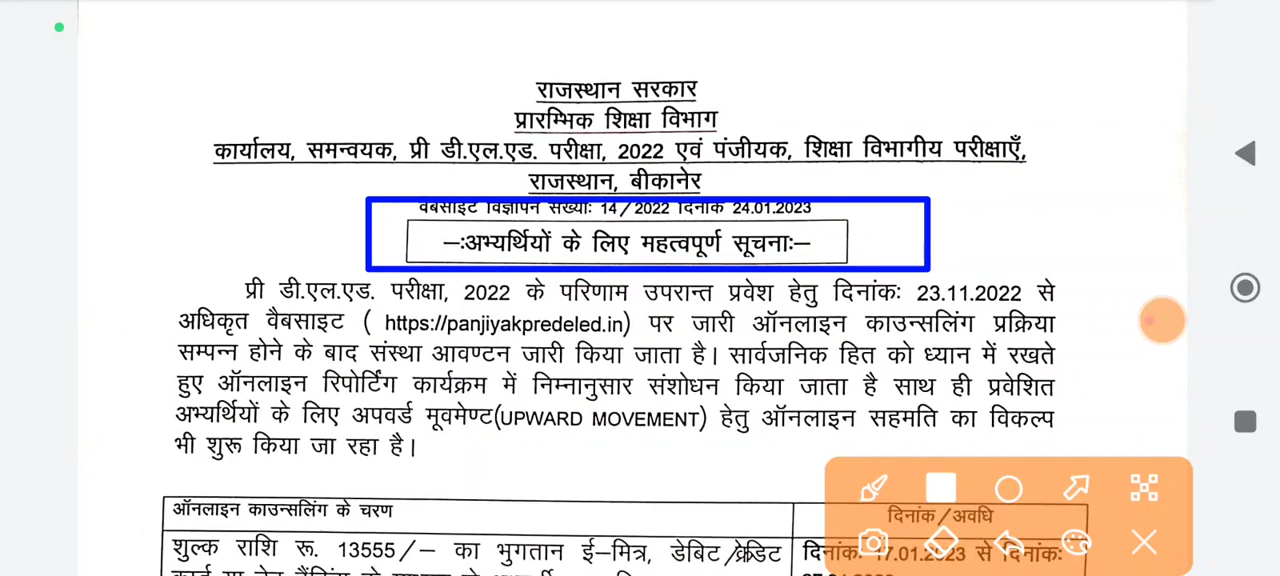 राजस्थान सरकार
प्रारम्भिक शिक्षा विभाग
कार्यालय, समन्वयक, प्री डी.एल.एड. परीक्षा, 2022 एवं पंजीयक, शिक्षा विभागीय परीक्षाएँ,
राजस्थान, बीकानेर
वेबसाइट विज्ञापन संख्याः 14/2022 दिनांक 24.01.2023
–:अभ्यर्थियों के लिए महत्वपूर्ण सूचनाः–
प्री डी.एल.एड. परीक्षा, 2022 के परिणाम उपरान्त प्रवेश हेतु दिनांकः 23.11.2022 से
अधिकृत वैबसाइट ( https://panjiyakpredeled.in) पर जारी ऑनलाइन काउन्सलिंग प्रक्रिया
सम्पन्न होने के बाद संस्था आवण्टन जारी किया जाता है। सार्वजनिक हित को ध्यान में रखते
हुए ऑनलाइन रिपोर्टिंग कार्यक्रम में निम्नानुसार संशोधन किया जाता है साथ ही प्रवेशित
अभ्यर्थियों के लिए अपवर्ड मूवमेण्ट(UPWARD MOVEMENT) हेतु ऑनलाइन सहमति का विकल्प
भी शुरू किया जा रहा है।
ऑनलाइन काउन्सलिंग के चरण दिनांक/अवधि
शुल्क राशि रू. 13555/– का भुगतान ई–मित्र, डेबिट/क्रेडिट दिनांकः 17.01.2023 से दिनांकः